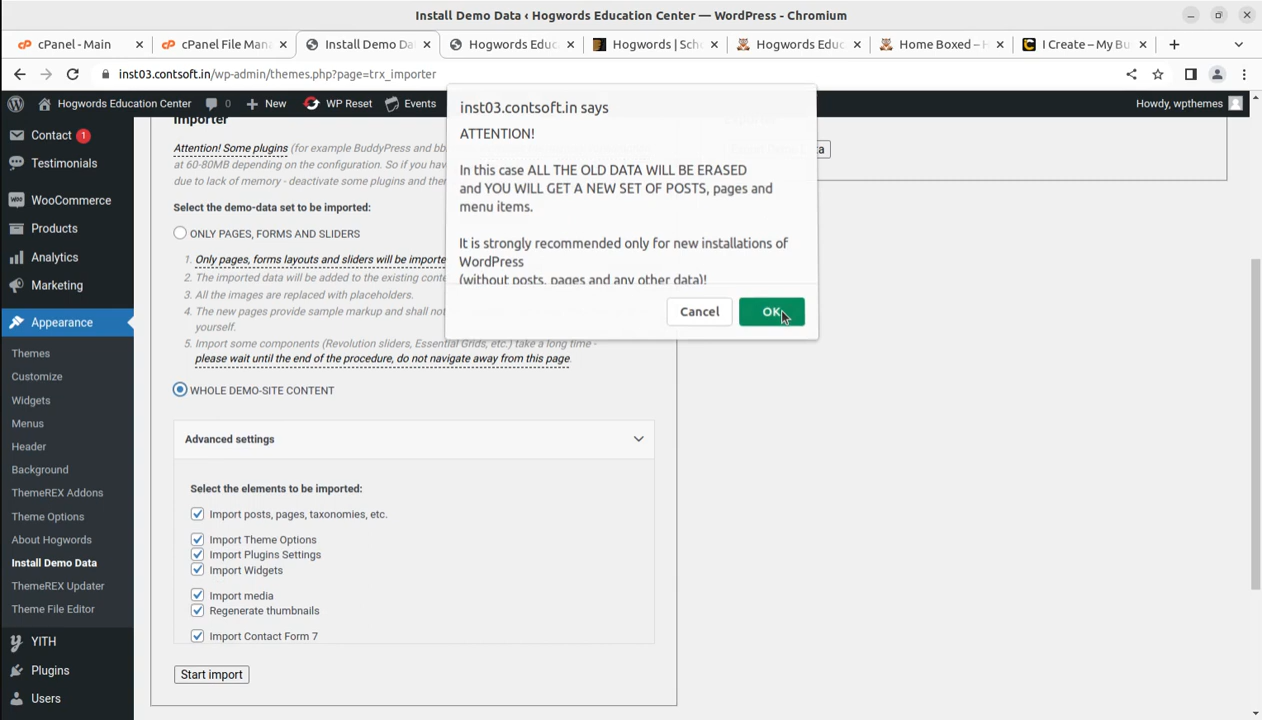 Install Demo Data ‹ Hogwords Education Center — WordPress - Chromium
cPanel - Main
cPanel File Man
Install Demo Da
Hogwords Educ
Hogwords | Sch
Hogwords Educ
Home Boxed –
I Create – My Bu
inst03.contsoft.in/wp-admin/themes.php?page=trx_importer
Hogwords Education Center
0
New
WP Reset
Events
Howdy, wpthemes
Contact 1
Testimonials
WooCommerce
Products
Analytics
Marketing
Appearance
Themes
Customize
Widgets
Menus
Header
Background
ThemeREX Addons
Theme Options
About Hogwords
Install Demo Data
ThemeREX Updater
Theme File Editor
YITH
Plugins
Users
Importer
Attention! Some plugins (for example BuddyPress and bb
at 60-80MB depending on the configuration. So if you hav
due to lack of memory - deactivate some plugins and the
Select the demo-data set to be imported:
ONLY PAGES, FORMS AND SLIDERS
1. Only pages, forms layouts and sliders will be importe
2. The imported data will be added to the existing conte
3. All the images are replaced with placeholders.
4. The new pages provide sample markup and shall not
yourself.
5. Import some components (Revolution sliders, Essential Grids, etc.) take a long time -
please wait until the end of the procedure, do not navigate away from this page.
WHOLE DEMO-SITE CONTENT
Advanced settings
Select the elements to be imported:
Import posts, pages, taxonomies, etc.
Import Theme Options
Import Plugins Settings
Import Widgets
Import media
Regenerate thumbnails
Import Contact Form 7
Start import
inst03.contsoft.in says
ATTENTION!
In this case ALL THE OLD DATA WILL BE ERASED
and YOU WILL GET A NEW SET OF POSTS, pages and
menu items.
It is strongly recommended only for new installations of
WordPress
(without posts, pages and any other data)!
Cancel
OK
ta